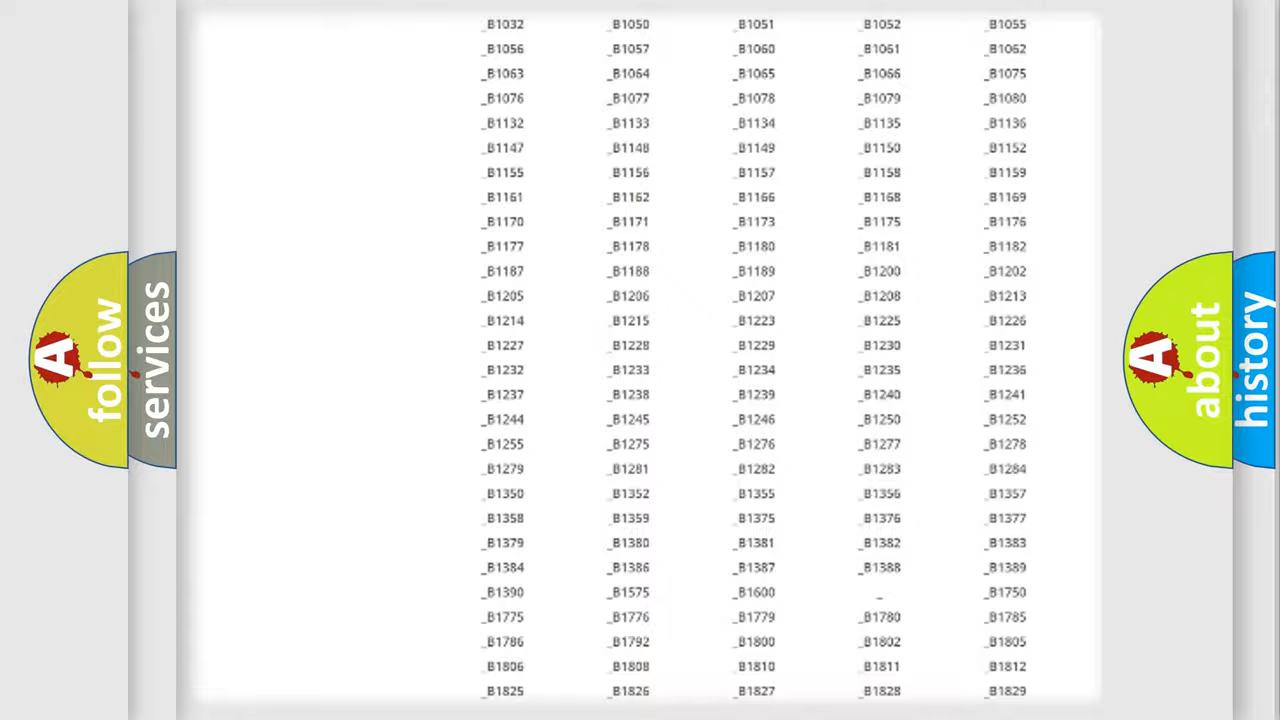 _B1032 _B1050 _B1051 _B1052 _B1055
_B1056 _B1057 _B1060 _B1061 _B1062
_B1063 _B1064 _B1065 _B1066 _B1075
_B1076 _B1077 _B1078 _B1079 _B1080
_B1132 _B1133 _B1134 _B1135 _B1136
_B1147 _B1148 _B1149 _B1150 _B1152
_B1155 _B1156 _B1157 _B1158 _B1159
_B1161 _B1162 _B1166 _B1168 _B1169
_B1170 _B1171 _B1173 _B1175 _B1176
_B1177 _B1178 _B1180 _B1181 _B1182
_B1187 _B1188 _B1189 _B1200 _B1202
_B1205 _B1206 _B1207 _B1208 _B1213
_B1214 _B1215 _B1223 _B1225 _B1226
_B1227 _B1228 _B1229 _B1230 _B1231
_B1232 _B1233 _B1234 _B1235 _B1236
_B1237 _B1238 _B1239 _B1240 _B1241
_B1244 _B1245 _B1246 _B1250 _B1252
_B1255 _B1275 _B1276 _B1277 _B1278
_B1279 _B1281 _B1282 _B1283 _B1284
_B1350 _B1352 _B1355 _B1356 _B1357
_B1358 _B1359 _B1375 _B1376 _B1377
_B1379 _B1380 _B1381 _B1382 _B1383
_B1384 _B1386 _B1387 _B1388 _B1389
_B1390 _B1575 _B1600 _ _B1750
_B1775 _B1776 _B1779 _B1780 _B1785
_B1786 _B1792 _B1800 _B1802 _B1805
_B1806 _B1808 _B1810 _B1811 _B1812
_B1825 _B1826 _B1827 _B1828 _B1829
A
follow
services
A
about
history